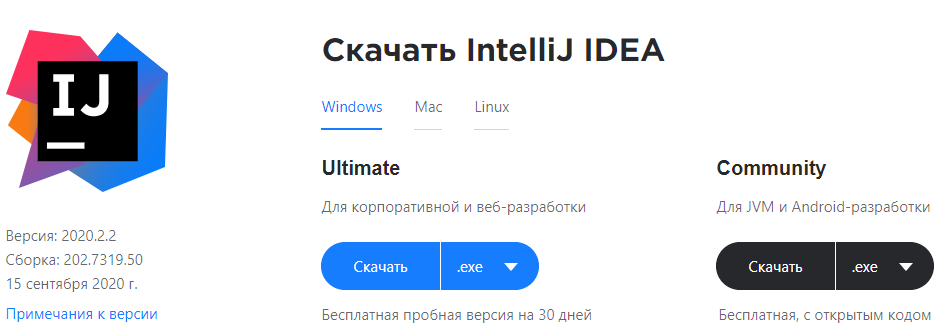 IJ
Скачать IntelliJ IDEA
Windows Mac Linux
Ultimate
Для корпоративной и веб-разработки
Скачать .exe
Бесплатная пробная версия на 30 дней
Community
Для JVM и Android-разработки
Скачать .exe
Бесплатная, с открытым кодом
Версия: 2020.2.2
Сборка: 202.7319.50
15 сентября 2020 г.
Примечания к версии